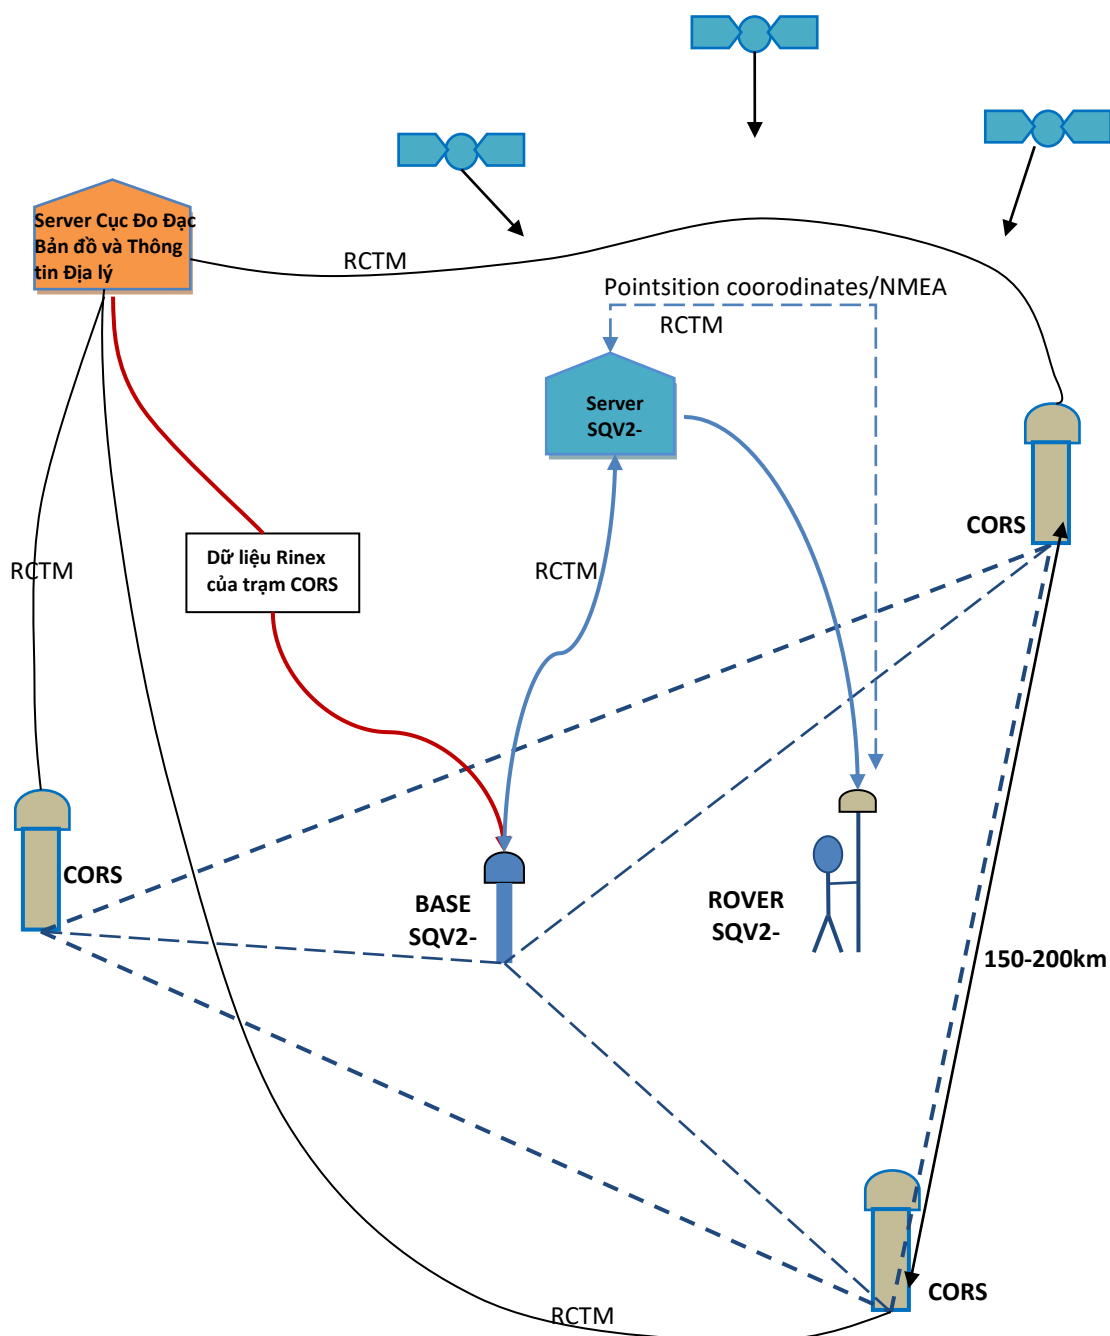 Server Cục Đo Đạc
Bản đồ và Thông
tin Địa lý
RCTM
Pointsition coorodinates/NMEA
RCTM
Server
SQV2-
CORS
Dữ liệu Rinex
của trạm CORS
RCTM
RCTM
CORS
BASE
SQV2-
ROVER
SQV2-
150-200km
CORS
RCTM